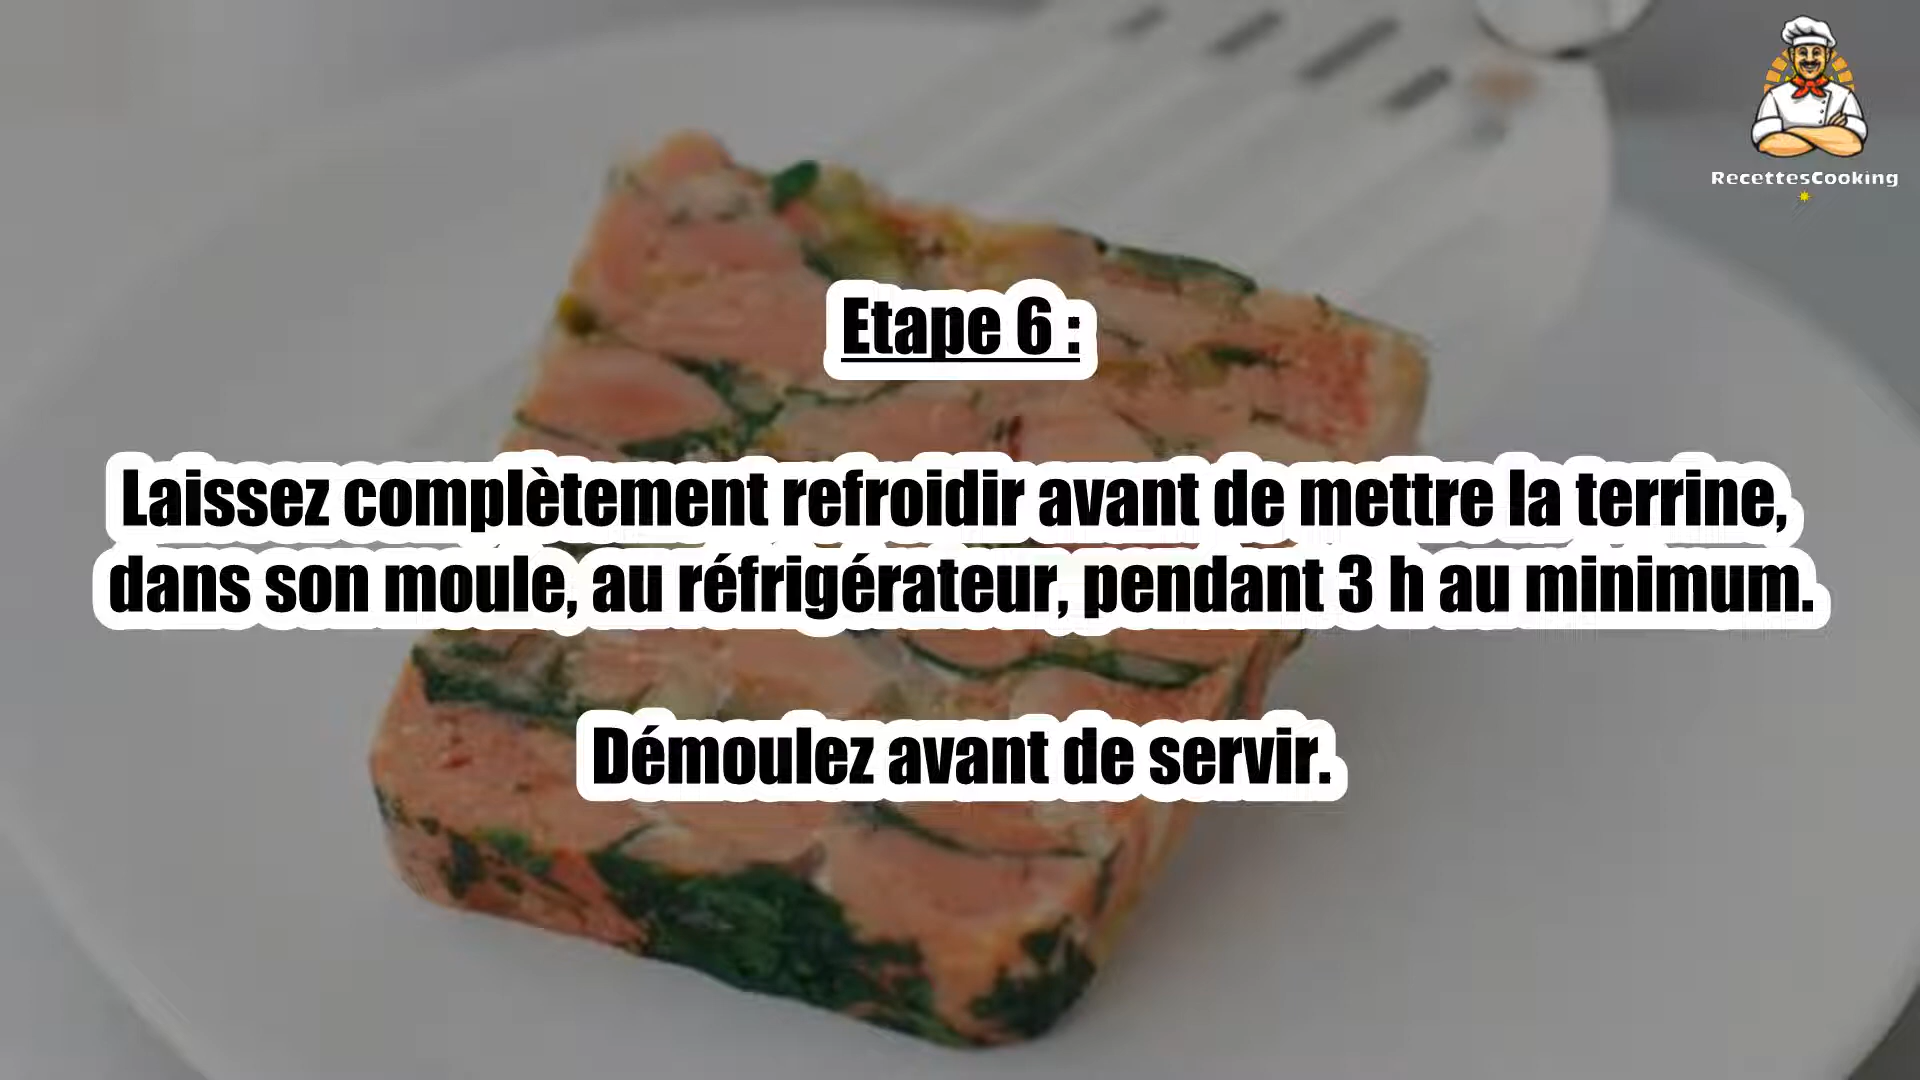 RecettesCooking
Etape 6 :
Laissez complètement refroidir avant de mettre la terrine,
dans son moule, au réfrigérateur, pendant 3 h au minimum.
Démoulez avant de servir.